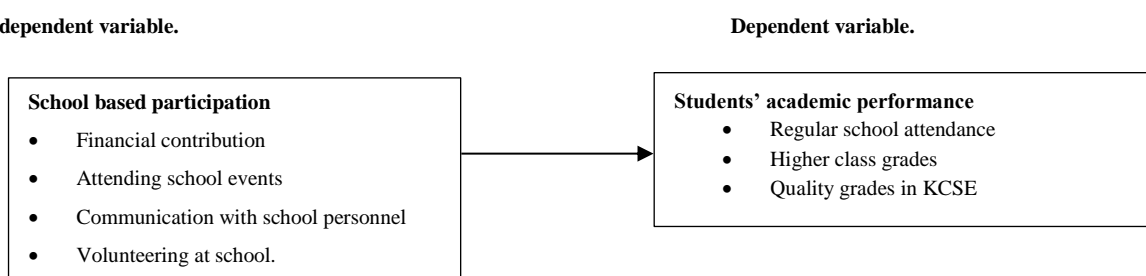 dependent variable.
Dependent variable.
School based participation
• Financial contribution
• Attending school events
• Communication with school personnel
• Volunteering at school.
Students’ academic performance
• Regular school attendance
• Higher class grades
• Quality grades in KCSE